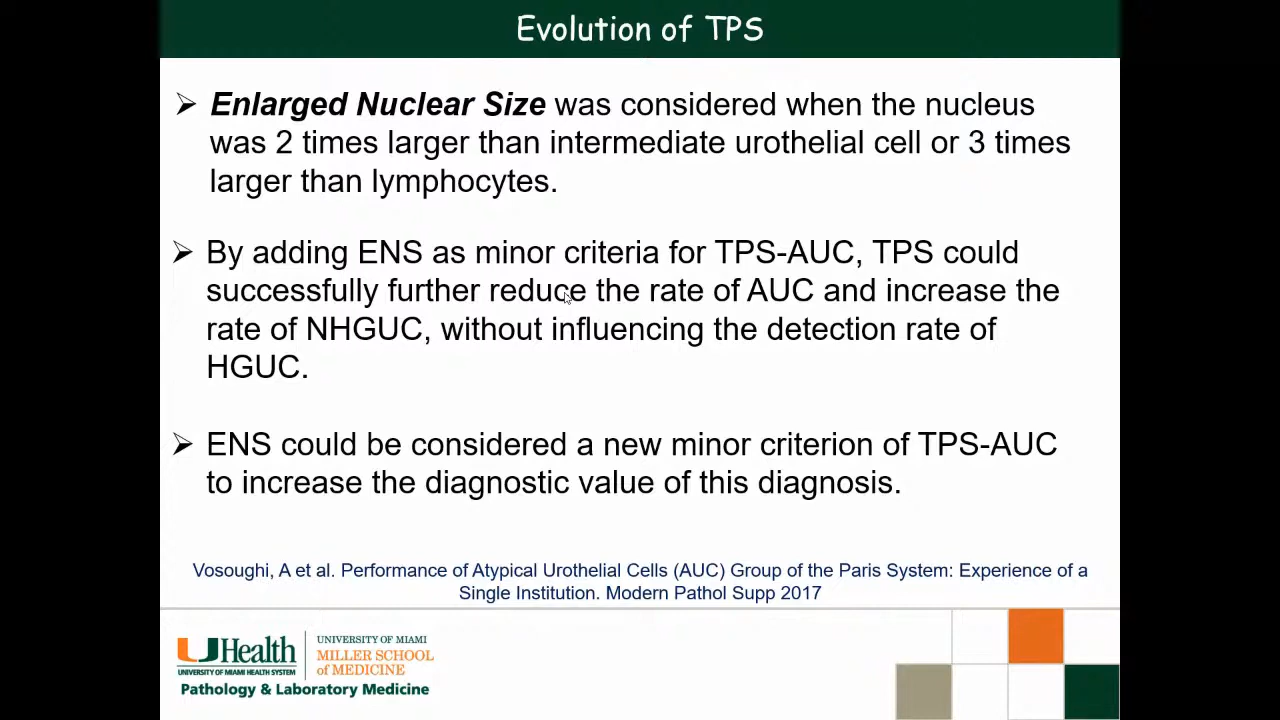 Evolution of TPS
➢ Enlarged Nuclear Size was considered when the nucleus
was 2 times larger than intermediate urothelial cell or 3 times
larger than lymphocytes.
➢ By adding ENS as minor criteria for TPS-AUC, TPS could
successfully further reduce the rate of AUC and increase the
rate of NHGUC, without influencing the detection rate of
HGUC.
➢ ENS could be considered a new minor criterion of TPS-AUC
to increase the diagnostic value of this diagnosis.
Vosoughi, A et al. Performance of Atypical Urothelial Cells (AUC) Group of the Paris System: Experience of a
Single Institution. Modern Pathol Supp 2017
UHealth
UNIVERSITY OF MIAMI HEALTH SYSTEM
UNIVERSITY OF MIAMI
MILLER SCHOOL
of MEDICINE
Pathology & Laboratory Medicine